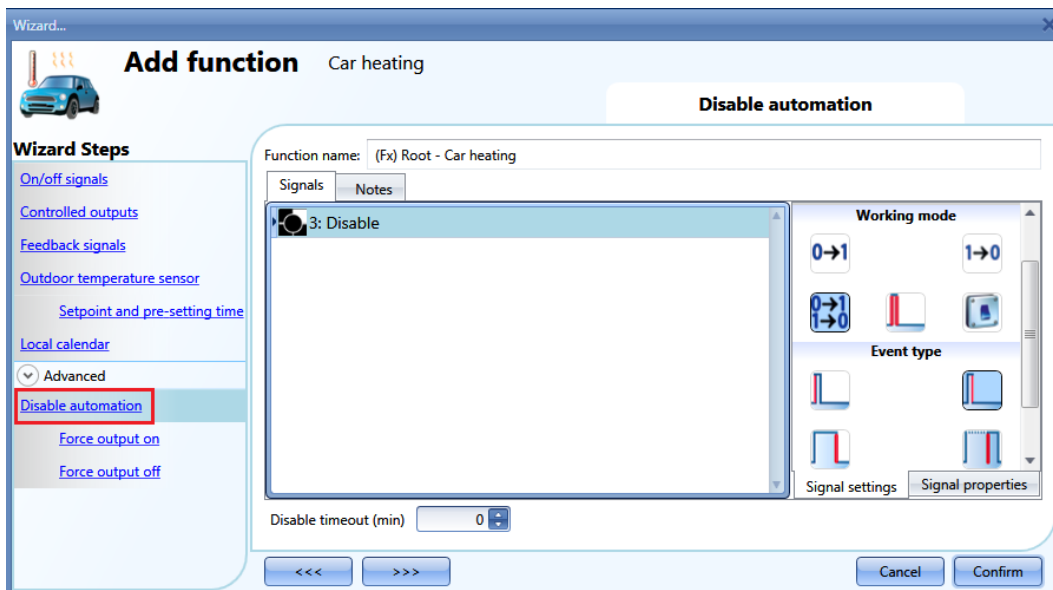 Wizard...
Add function Car heating
Disable automation
Wizard Steps
On/off signals
Controlled outputs
Feedback signals
Outdoor temperature sensor
Setpoint and pre-setting time
Local calendar
Advanced
Disable automation
Force output on
Force output off
Function name: (Fx) Root - Car heating
Signals Notes
3: Disable
Working mode
0→1 1→0
0→1
1→0
Event type
Signal settings Signal properties
Disable timeout (min) 0
<<< >>> Cancel Confirm